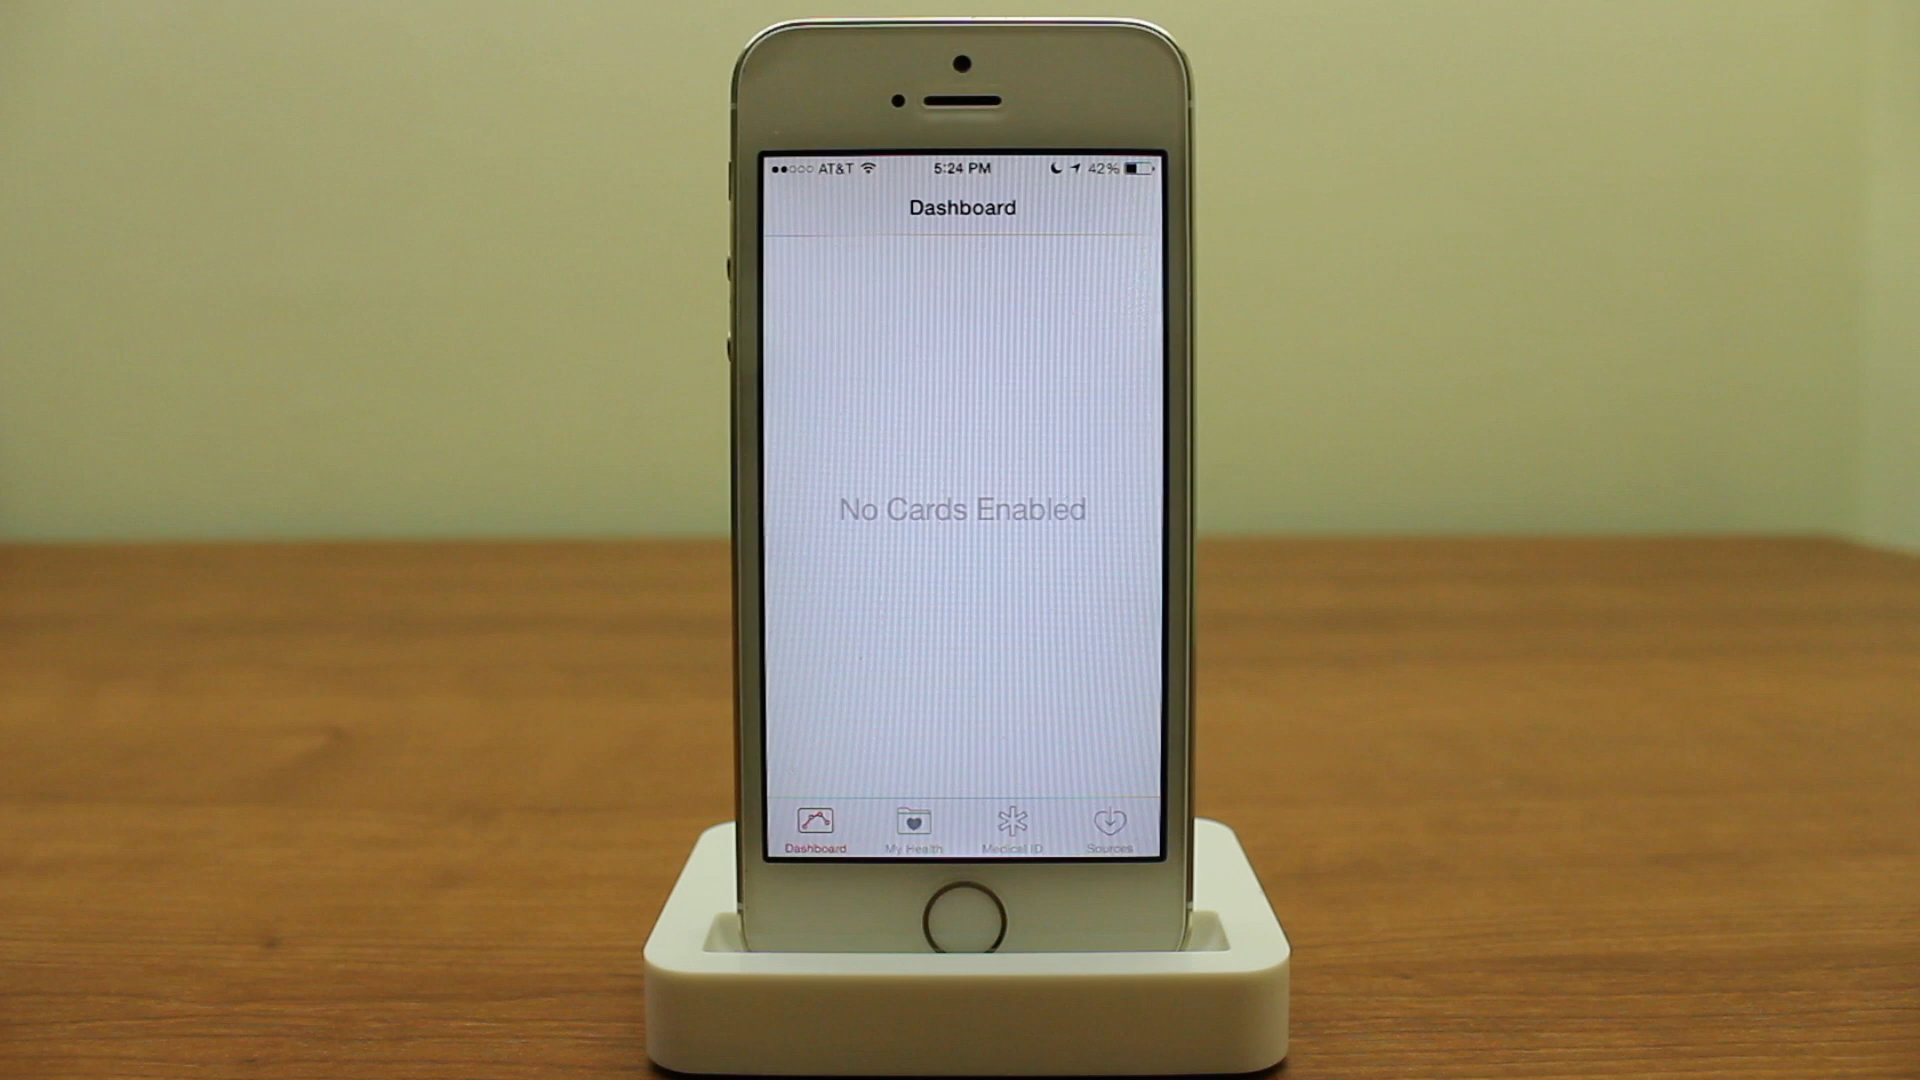 AT&T 5:24 PM 42%
Dashboard
No Cards Enabled
Dashboard My Health Medical ID Sources